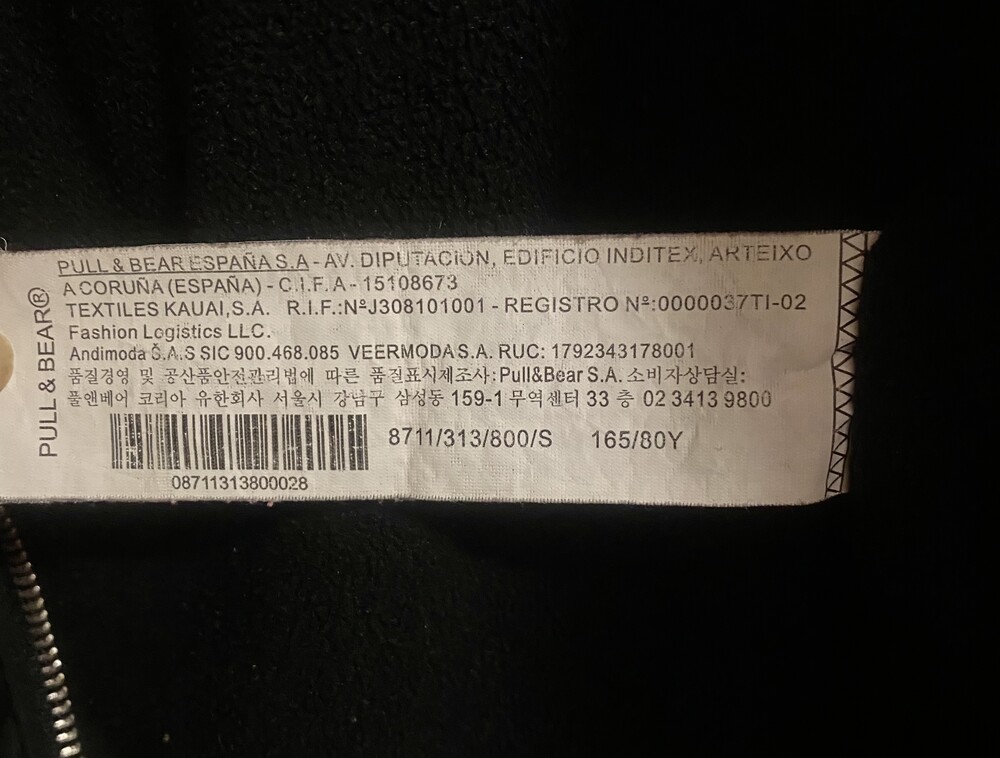 PULL & BEAR®
PULL & BEAR ESPAÑA S.A - AV. DIPUTACIÓN, EDIFICIO INDITEX, ARTEIXO
A CORUÑA (ESPAÑA) - C.I.F. A - 15108673
TEXTILES KAUAI,S.A. R.I.F.:NºJ308101001 - REGISTRO Nº:0000037TI-02
Fashion Logistics LLC.
Andimoda S.A.S SIC 900.468.085 VEERMODA S.A. RUC: 1792343178001
품질경영 및 공산품안전관리법에 따른 품질표시제조사:Pull&Bear S.A. 소비자상담실:
풀앤베어 코리아 유한회사 서울시 강남구 삼성동 159-1 무역센터 33 층 02 3413 9800
8711/313/800/S 165/80Y
08711313800028